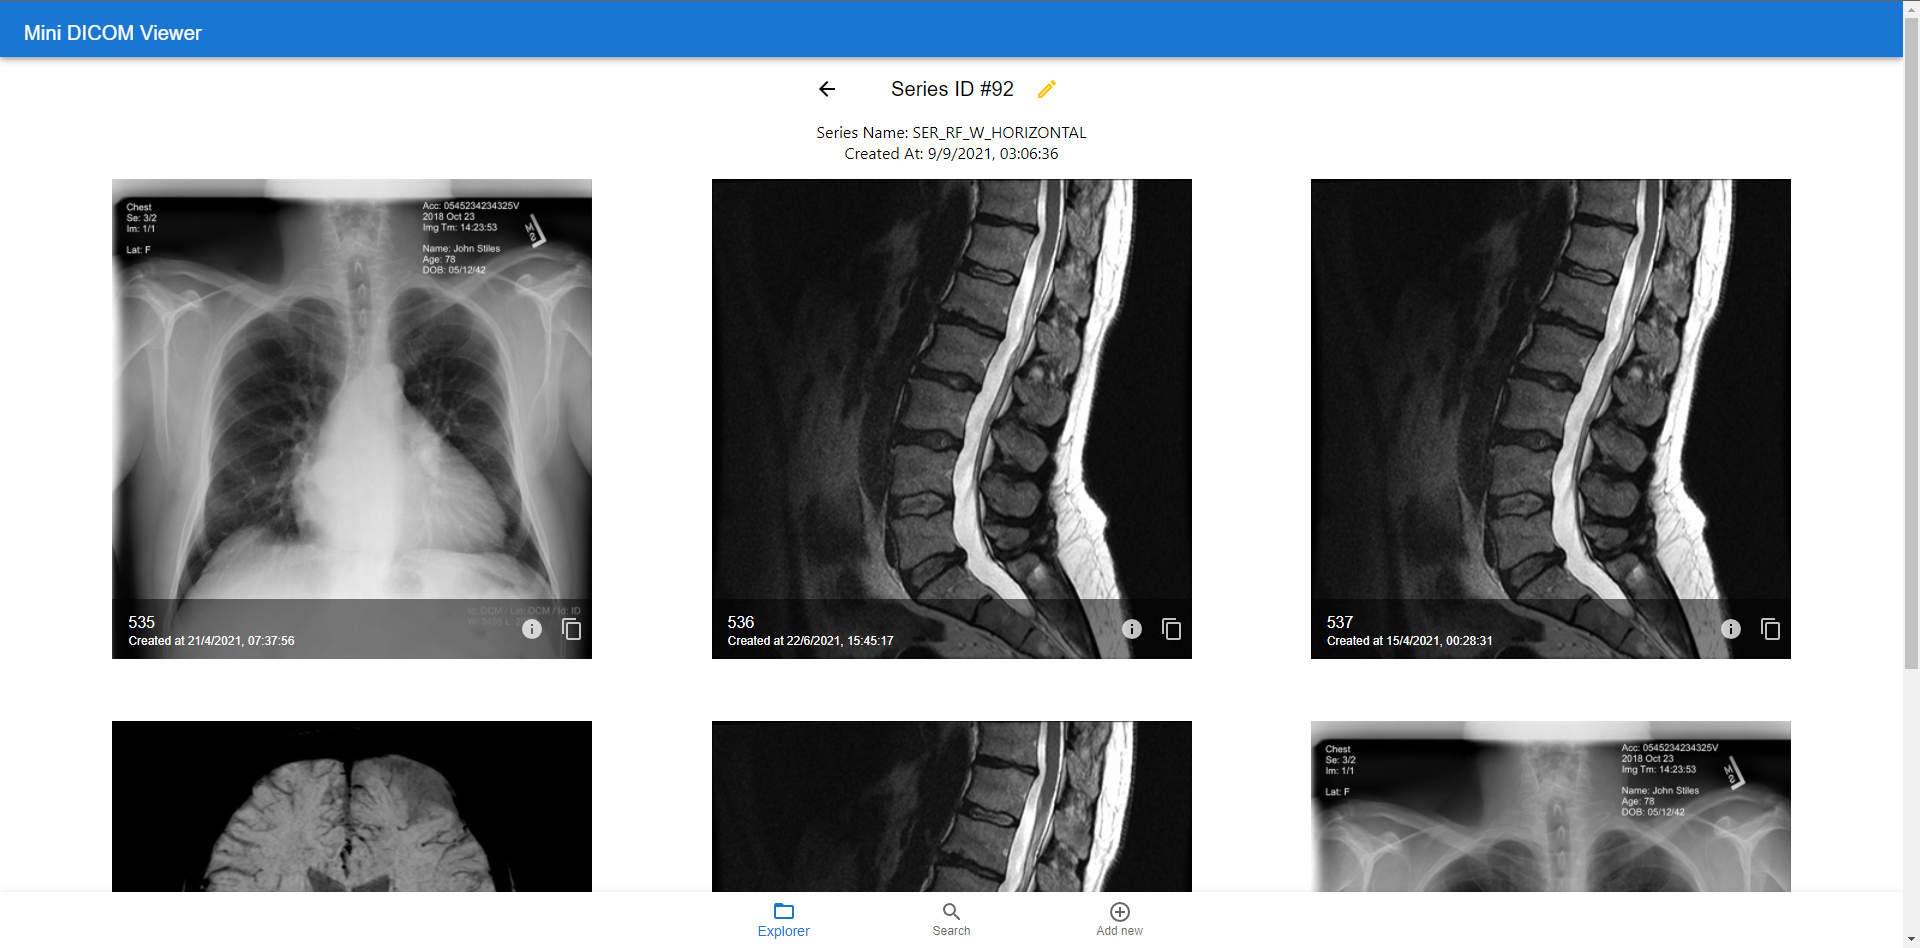 Mini DICOM Viewer
Series ID #92
Series Name: SER_RF_W_HORIZONTAL
Created At: 9/9/2021, 03:06:36
Chest
Se: 3/2
Im: 1/1
Lat: F
Acc: 0545234234325V
2018 Oct 23
Img Tm: 14:23:53
Name: John Stiles
Age: 78
DOB: 05/12/42
Id: DCM / Lin: DCM / Id: ID
535
Created at 21/4/2021, 07:37:56
536
Created at 22/6/2021, 15:45:17
537
Created at 15/4/2021, 00:28:31
Chest
Se: 3/2
Im: 1/1
Lat: F
Acc: 0545234234325V
2018 Oct 23
Img Tm: 14:23:53
Name: John Stiles
Age: 78
DOB: 05/12/42
Explorer
Search
Add new